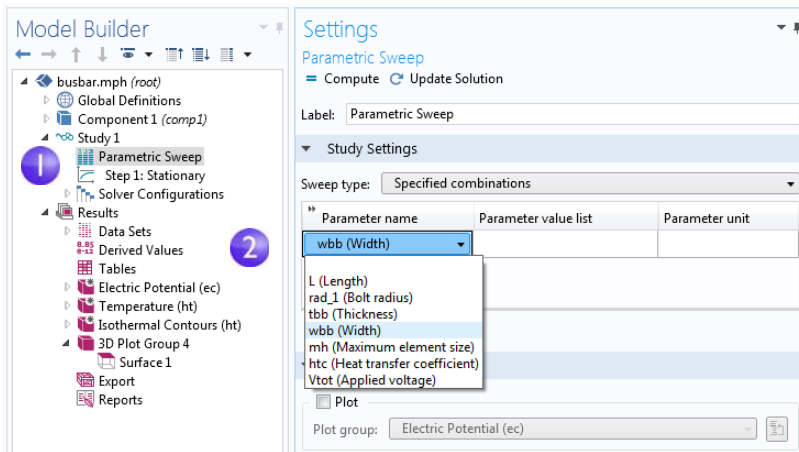 Model Builder
busbar.mph (root)
Global Definitions
Component 1 (comp1)
Study 1
1
Parametric Sweep
Step 1: Stationary
Solver Configurations
Results
Data Sets
8.85
e-12
Derived Values
2
Tables
Electric Potential (ec)
Temperature (ht)
Isothermal Contours (ht)
3D Plot Group 4
Surface 1
Export
Reports
Settings
Parametric Sweep
= Compute Update Solution
Label: Parametric Sweep
Study Settings
Sweep type: Specified combinations
Parameter name Parameter value list Parameter unit
wbb (Width)
L (Length)
rad_1 (Bolt radius)
tbb (Thickness)
wbb (Width)
mh (Maximum element size)
htc (Heat transfer coefficient)
Vtot (Applied voltage)
Plot
Plot group: Electric Potential (ec)